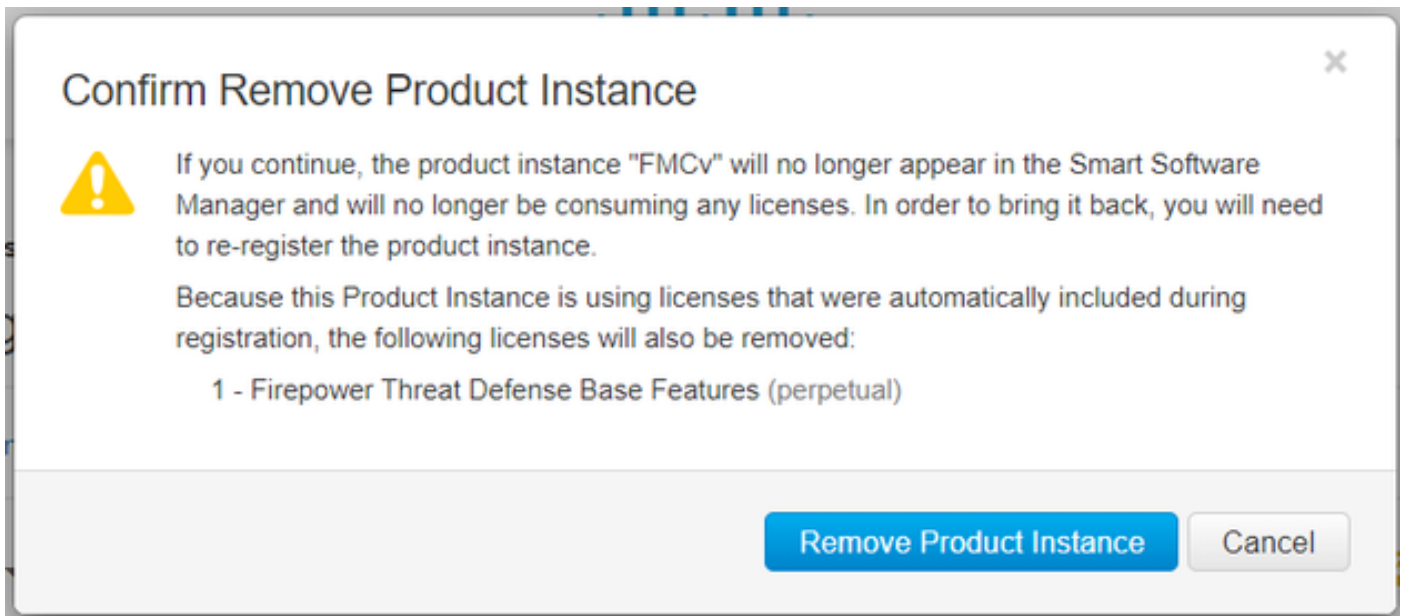 Confirm Remove Product Instance
If you continue, the product instance "FMCv" will no longer appear in the Smart Software
Manager and will no longer be consuming any licenses. In order to bring it back, you will need
to re-register the product instance.
Because this Product Instance is using licenses that were automatically included during
registration, the following licenses will also be removed:
1 - Firepower Threat Defense Base Features (perpetual)
Remove Product Instance
Cancel